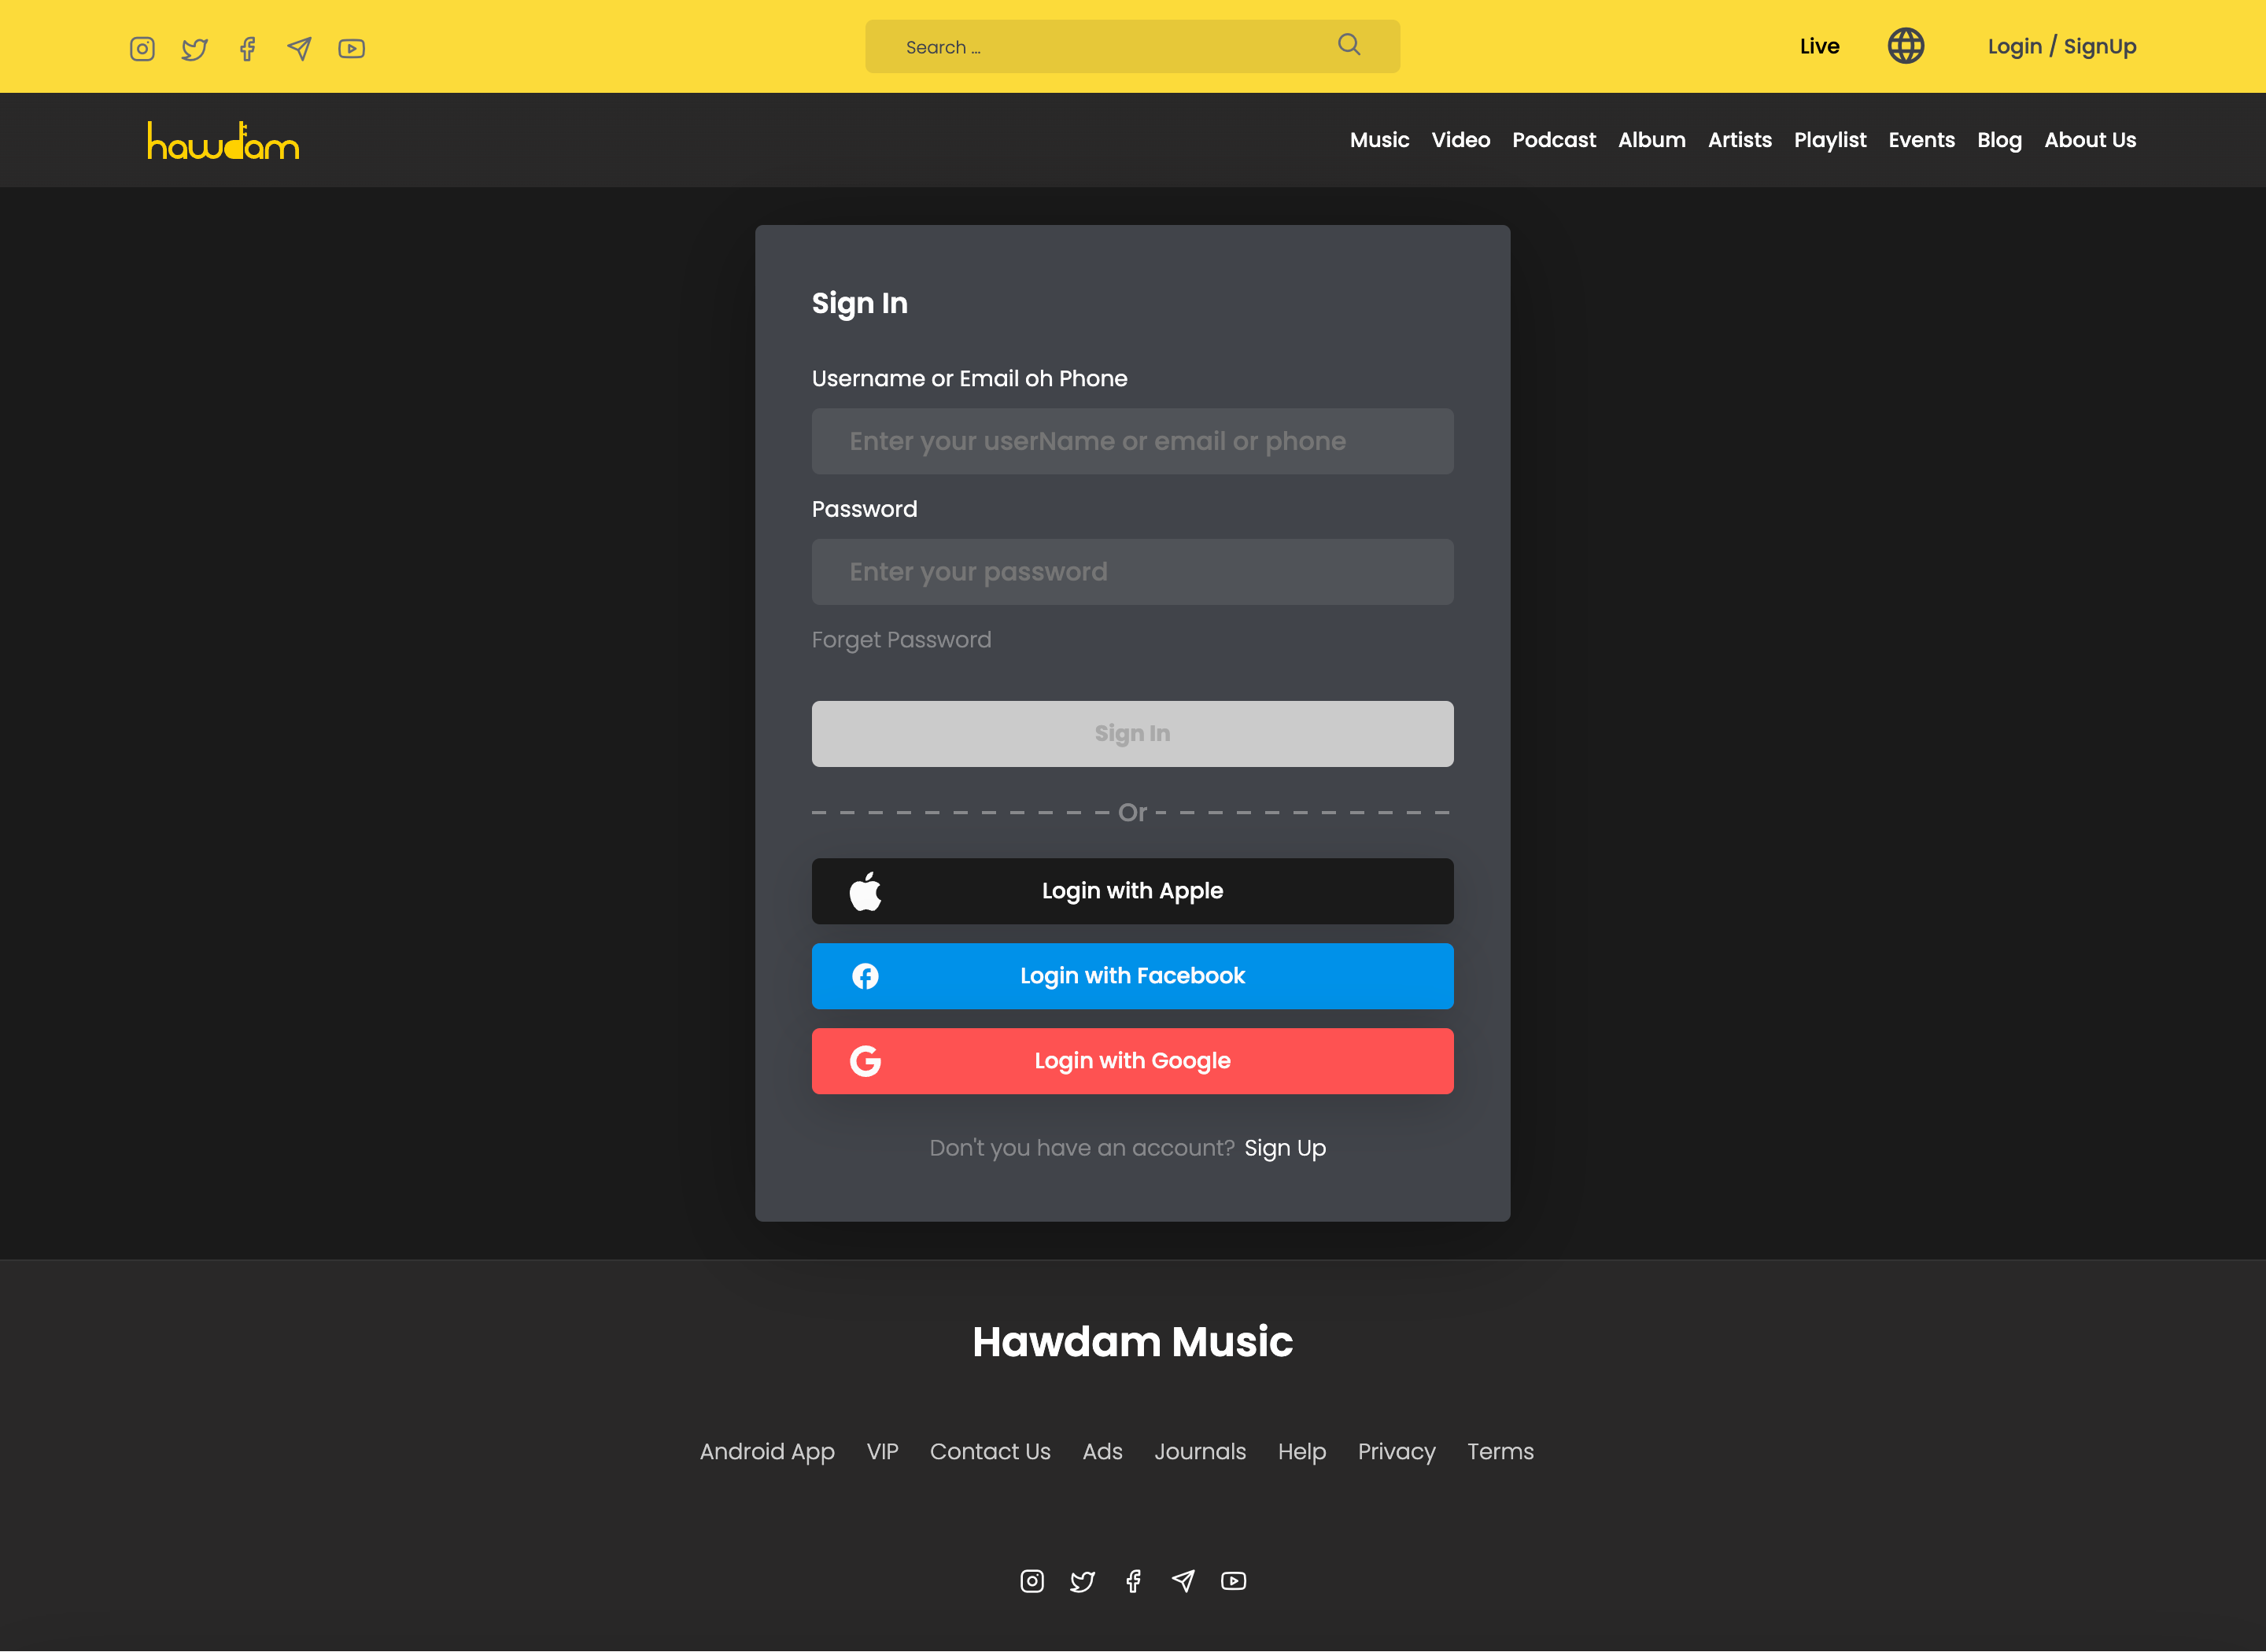 Search ...
Live
Login / SignUp
hawdam
Music Video Podcast Album Artists Playlist Events Blog About Us
Sign In
Username or Email oh Phone
Enter your userName or email or phone
Password
Enter your password
Forget Password
Sign In
Or
Login with Apple
Login with Facebook
Login with Google
Don't you have an account? Sign Up
Hawdam Music
Android App VIP Contact Us Ads Journals Help Privacy Terms